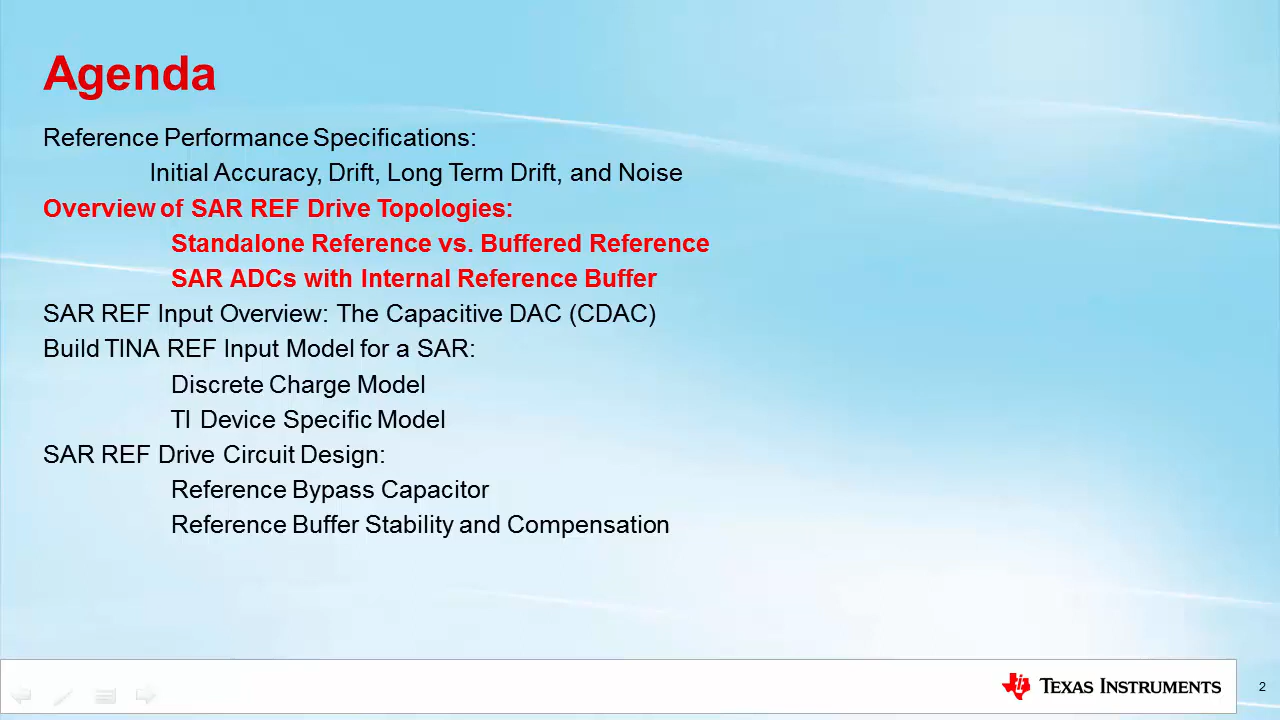 Agenda
Reference Performance Specifications:
Initial Accuracy, Drift, Long Term Drift, and Noise
Overview of SAR REF Drive Topologies:
Standalone Reference vs. Buffered Reference
SAR ADCs with Internal Reference Buffer
SAR REF Input Overview: The Capacitive DAC (CDAC)
Build TINA REF Input Model for a SAR:
Discrete Charge Model
TI Device Specific Model
SAR REF Drive Circuit Design:
Reference Bypass Capacitor
Reference Buffer Stability and Compensation
TEXAS INSTRUMENTS
2